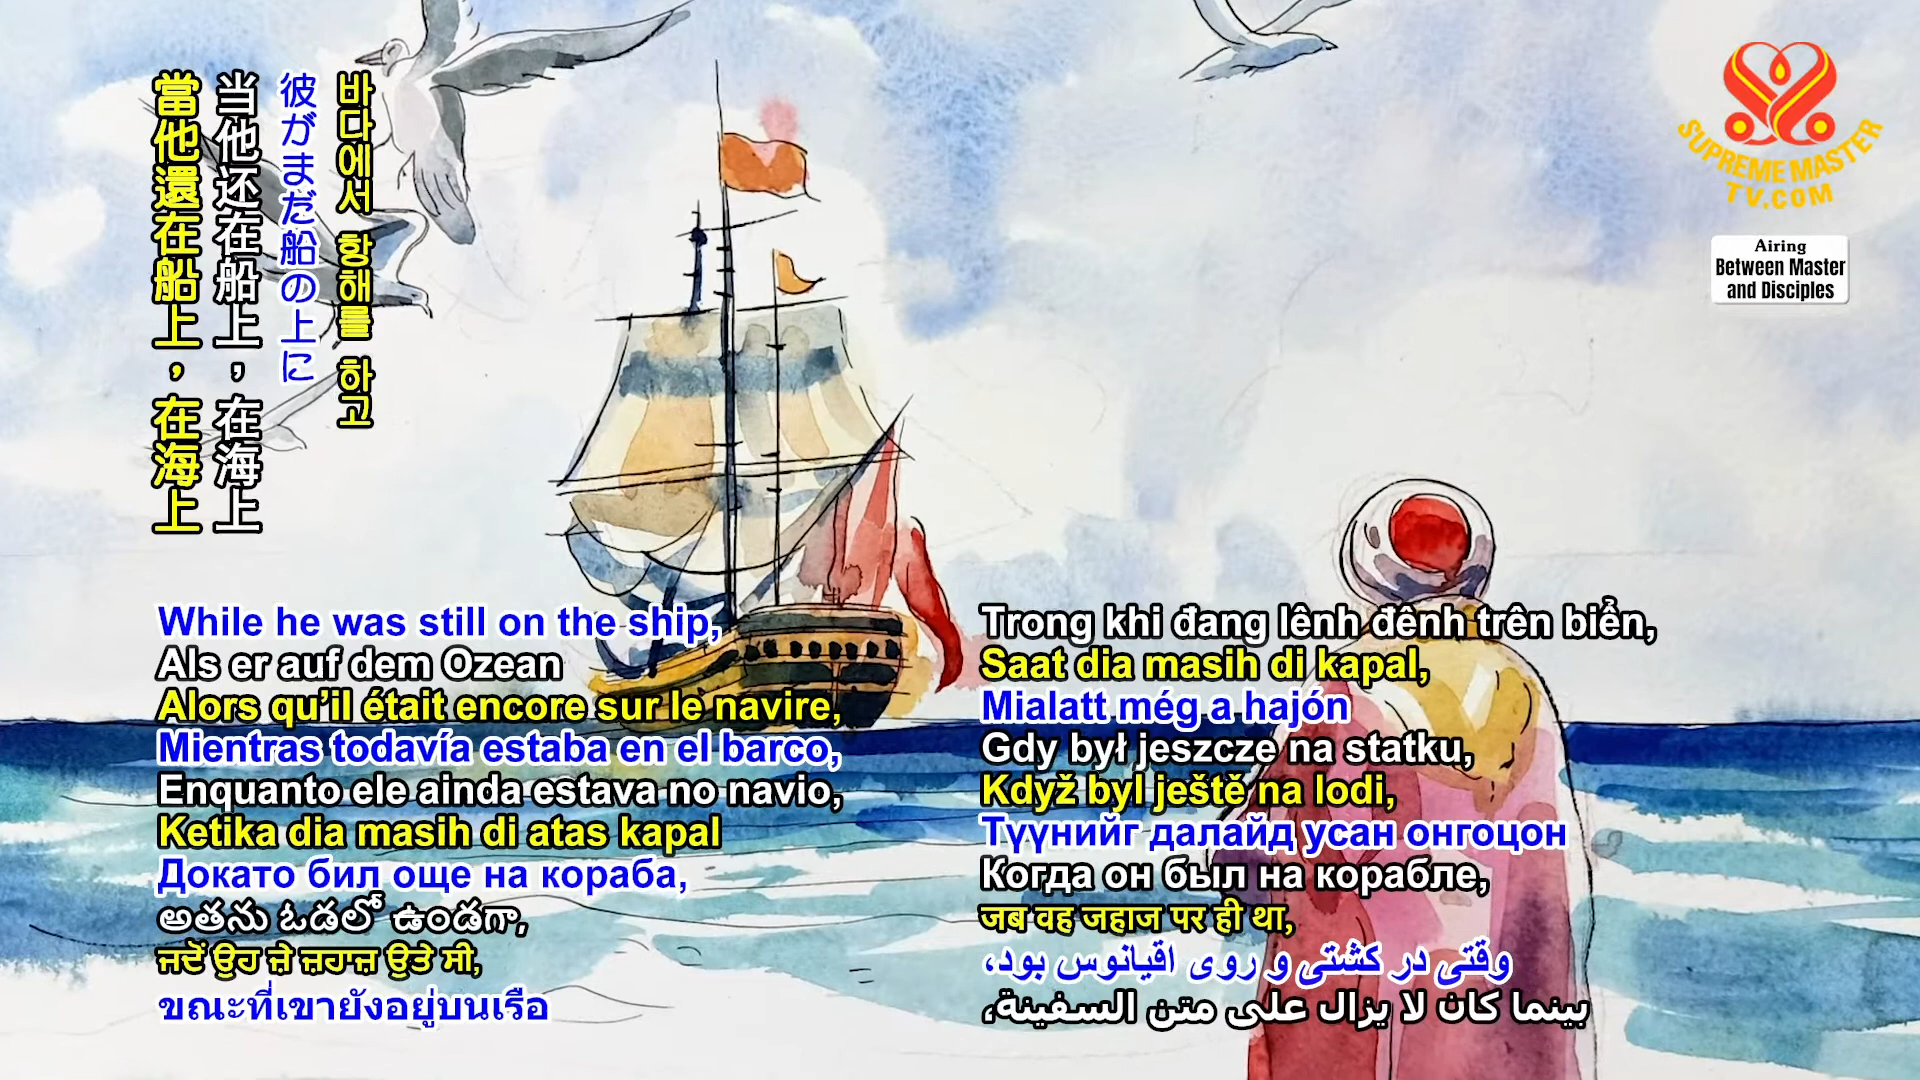 當他還在船上，在海上
当他还在船上，在海上
彼がまだ船の上に
바다에서 항해를 하고
SUPREME MASTER
TV.COM
Airing
Between Master
and Disciples
While he was still on the ship,
Als er auf dem Ozean
Alors qu’il était encore sur le navire,
Mientras todavía estaba en el barco,
Enquanto ele ainda estava no navio,
Ketika dia masih di atas kapal
Докато бил още на кораба,
అతను ఓడలో ఉండగా,
ਜਦੋਂ ਉਹ ਜ਼ੇ ਜ਼ਹਾਜ਼ ਉਤੇ ਸੀ,
ขณะที่เขายังอยู่บนเรือ
Trong khi đang lênh đênh trên biển,
Saat dia masih di kapal,
Mialatt még a hajón
Gdy był jeszcze na statku,
Když byl ještě na lodi,
Түүнийг далайд усан онгоцон
Когда он был на корабле,
जब वह जहाज पर ही था,
وقتی در کشتی و روی اقیانوس بود،
بينما كان لا يزال على متن السفينة،